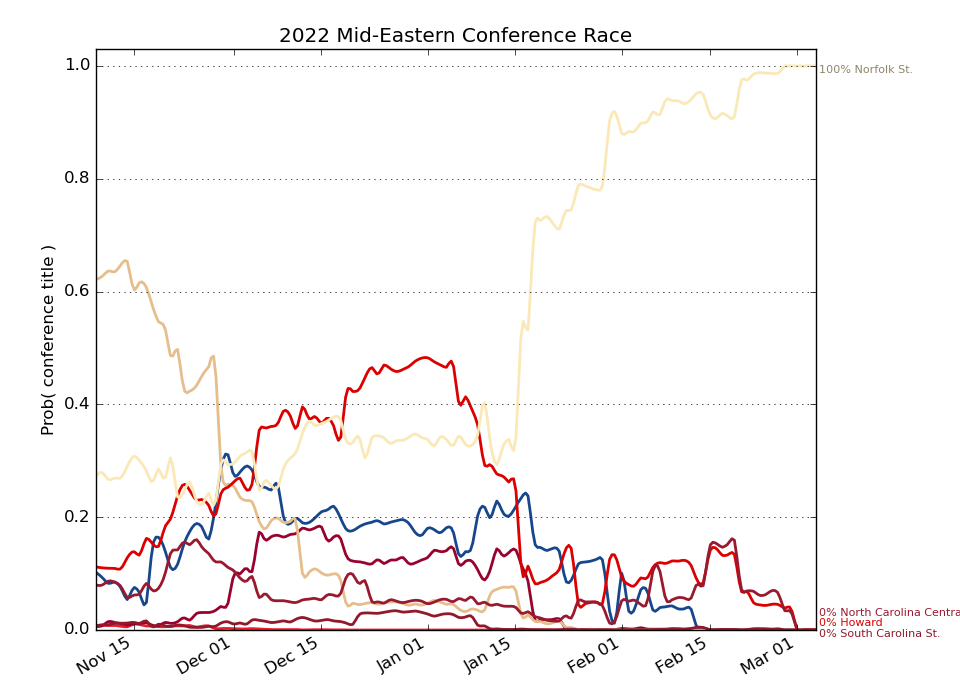 2022 Mid-Eastern Conference Race
Prob( conference title )
1.0
0.8
0.6
0.4
0.2
0.0
Nov 15
Dec 01
Dec 15
Jan 01
Jan 15
Feb 01
Feb 15
Mar 01
100% Norfolk St.
0% North Carolina Centra
0% Howard
0% South Carolina St.